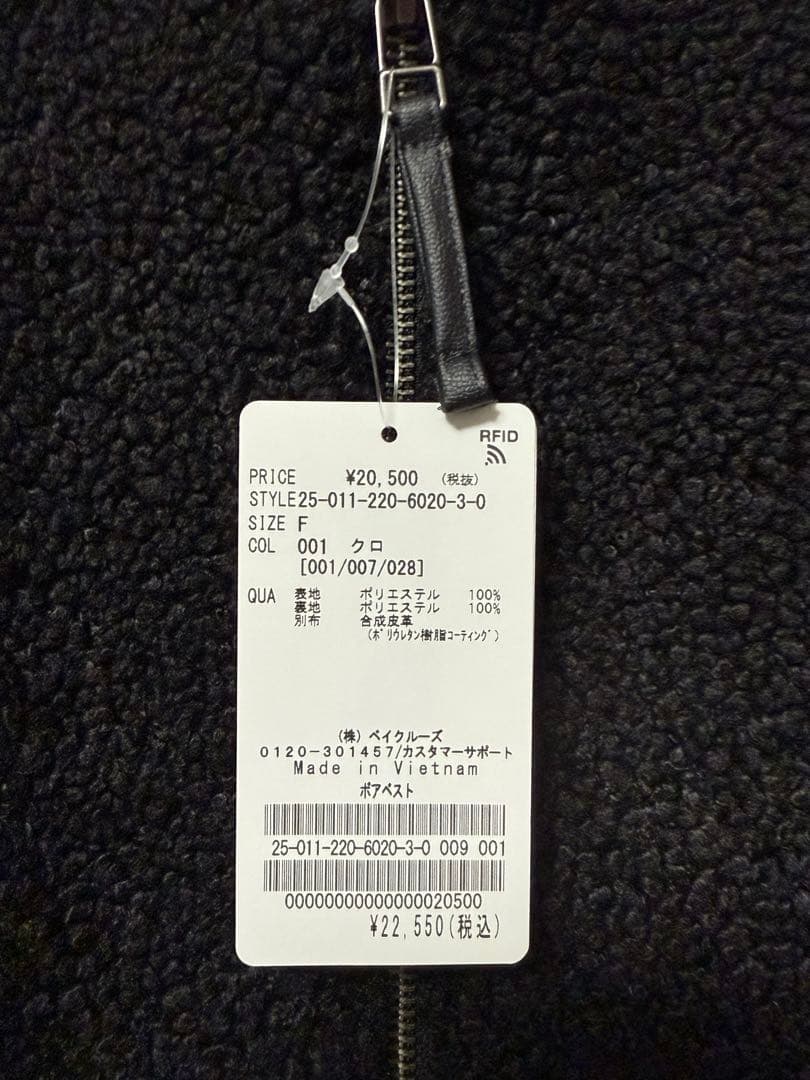 RFID
PRICE ¥20,500 (税抜)
STYLE25-011-220-6020-3-0
SIZE F
COL 001 クロ
[001/007/028]
QUA 表地 ポリエステル 100%
裏地 ポリエステル 100%
別布 合成皮革
(ポリウレタン樹脂コーティング)
(株) ベイクルーズ
0120-301457/カスタマーサポート
Made in Vietnam
ボアベスト
25-011-220-6020-3-0 009 001
00000000000000020500
¥22,550(税込)